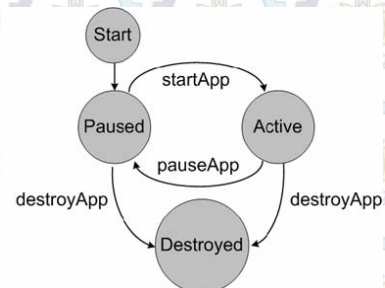 Start
startApp
Paused
Active
pauseApp
destroyApp
destroyApp
Destroyed